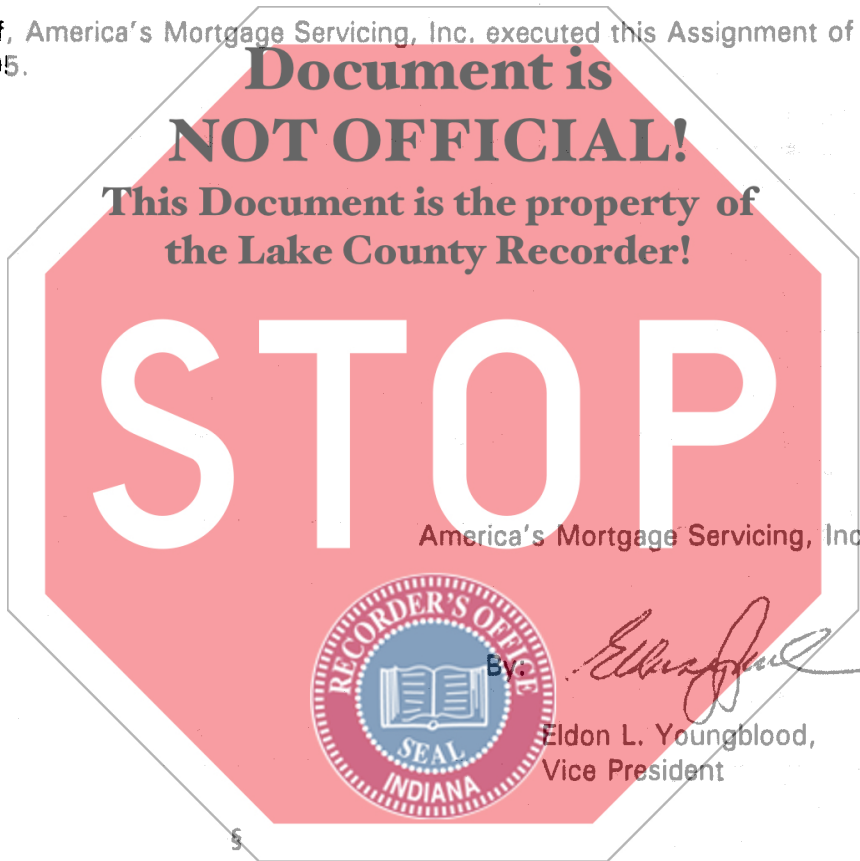 f, America's Mortgage Servicing, Inc. executed this Assignment of
5.
Document is
NOT OFFICIAL!
This Document is the property of
the Lake County Recorder!
STOP
America's Mortgage Servicing, Inc
RECORDER'S OFFICE
By:
SEAL
INDIANA
Eldon L. Youngblood,
Vice President
§